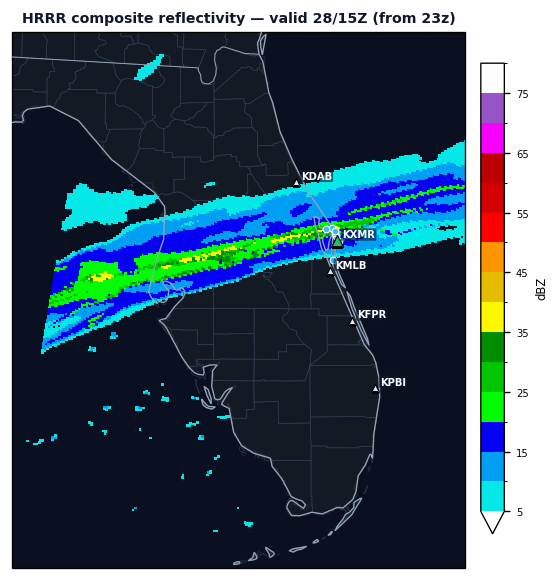 HRRR composite reflectivity — valid 28/15Z (from 23z)
KDAB
KXMR
KMLB
KFPR
KPBI
75
65
55
45
35
25
15
5
dBZ